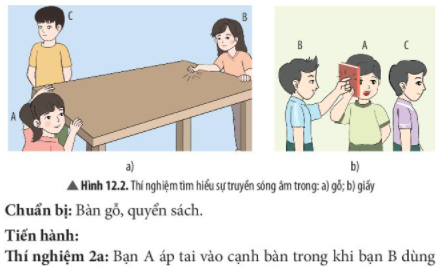 C
B
A
B
A
C
a)
b)
▲ Hình 12.2. Thí nghiệm tìm hiểu sự truyền sóng âm trong: a) gỗ; b) giấy
Chuẩn bị: Bàn gỗ, quyển sách.
Tiến hành:
Thí nghiệm 2a: Bạn A áp tai vào cạnh bàn trong khi bạn B dùng